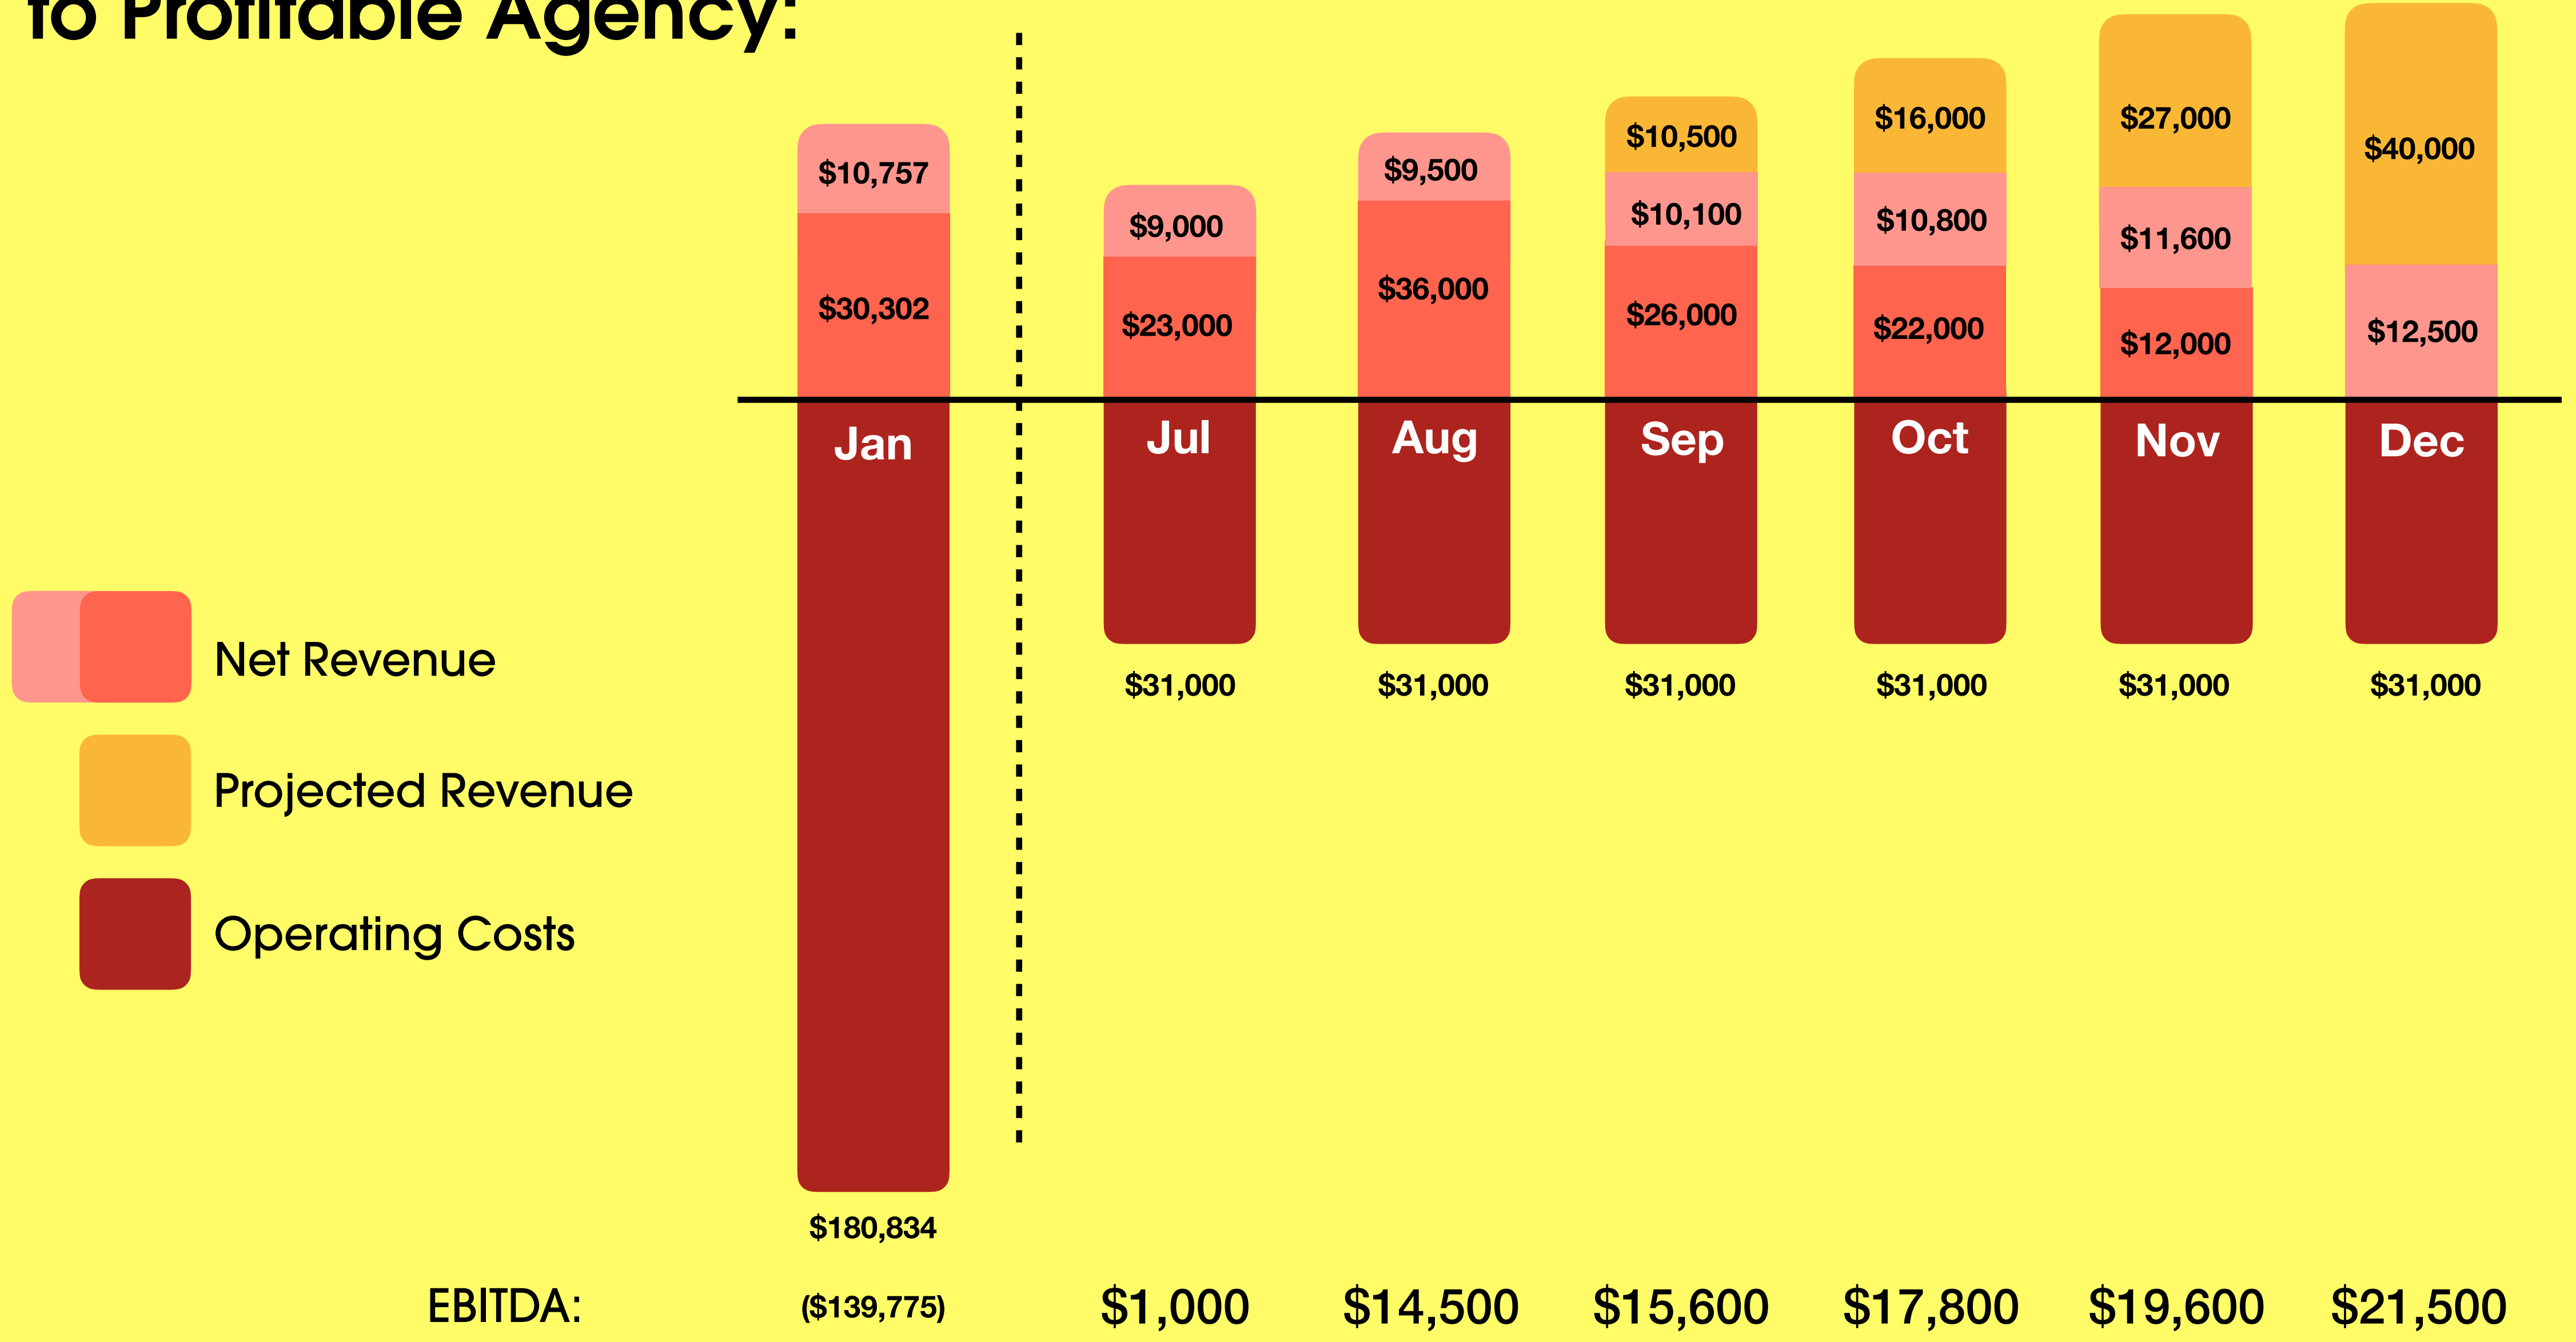 to Profitable Agency:
$10,757
$9,000
$9,500
$10,500
$16,000
$27,000
$40,000
$30,302
$23,000
$36,000
$10,100
$10,800
$11,600
$12,500
$26,000
$22,000
$12,000
Jan
Jul
Aug
Sep
Oct
Nov
Dec
Net Revenue
Projected Revenue
Operating Costs
$31,000
$31,000
$31,000
$31,000
$31,000
$31,000
$180,834
EBITDA:
($139,775)
$1,000
$14,500
$15,600
$17,800
$19,600
$21,500